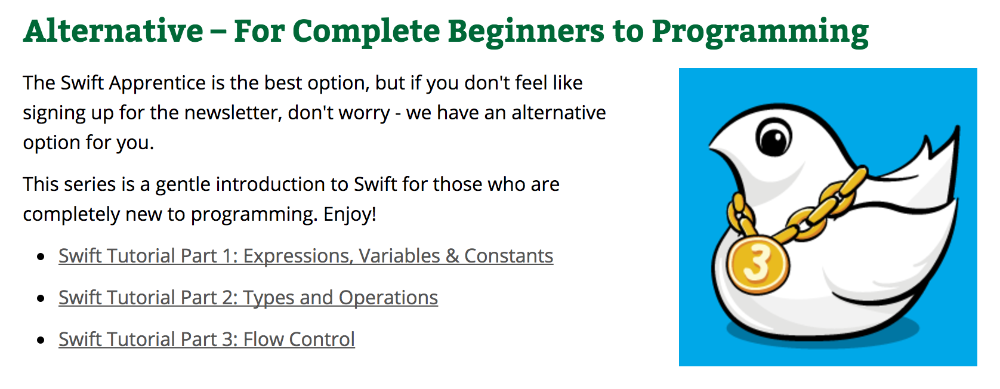 Alternative – For Complete Beginners to Programming
The Swift Apprentice is the best option, but if you don't feel like
signing up for the newsletter, don't worry - we have an alternative
option for you.
This series is a gentle introduction to Swift for those who are
completely new to programming. Enjoy!
• Swift Tutorial Part 1: Expressions, Variables & Constants
• Swift Tutorial Part 2: Types and Operations
• Swift Tutorial Part 3: Flow Control
3